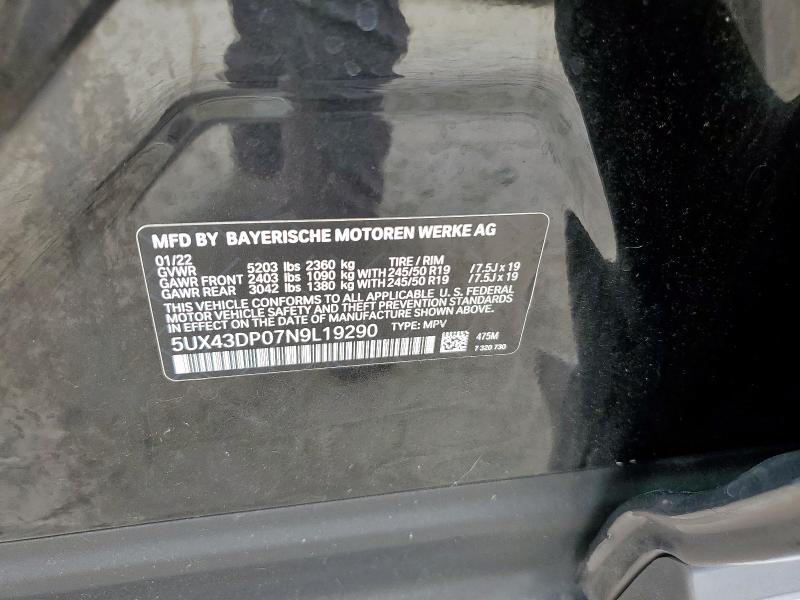 MFD BY BAYERISCHE MOTOREN WERKE AG
01/22 TIRE / RIM
GVWR 5203 lbs 2360 kg
GAWR FRONT 2403 lbs 1090 kg WITH 245/50 R19 / 7.5J x 19
GAWR REAR 3042 lbs 1380 kg WITH 245/50 R19 / 7.5J x 19
THIS VEHICLE CONFORMS TO ALL APPLICABLE U. S. FEDERAL
MOTOR VEHICLE SAFETY AND THEFT PREVENTION STANDARDS
IN EFFECT ON THE DATE OF MANUFACTURE SHOWN ABOVE.
5UX43DP07N9L19290 TYPE: MPV
475M
7 320 730